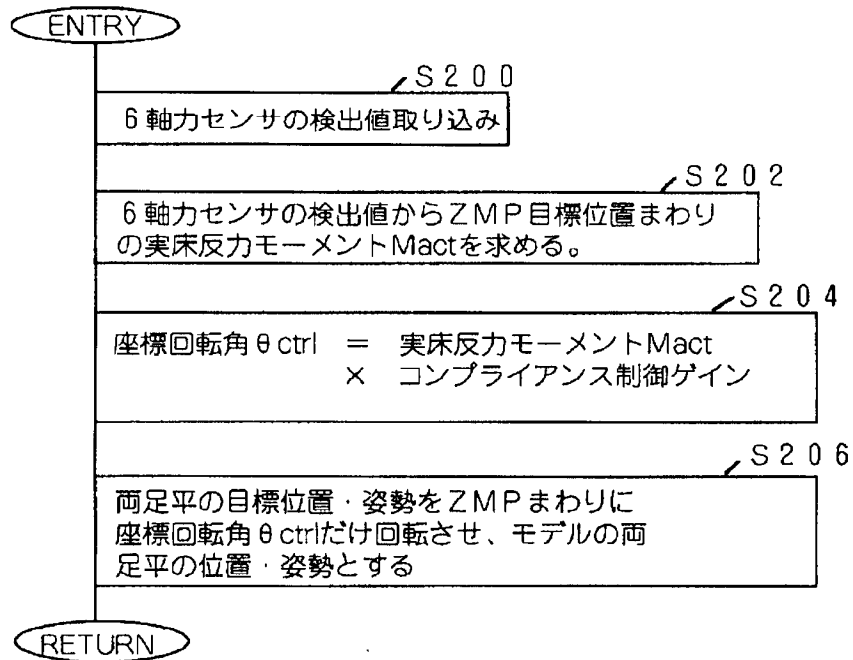 ENTRY
S200
6軸力センサの検出値取り込み
S202
6軸力センサの検出値からZMP目標位置まわり
の実床反力モーメントMactを求める。
S204
座標回転角θctrl = 実床反力モーメントMact
× コンプライアンス制御ゲイン
S206
両足平の目標位置・姿勢をZMPまわりに
座標回転角θctrlだけ回転させ、モデルの両
足平の位置・姿勢とする
RETURN